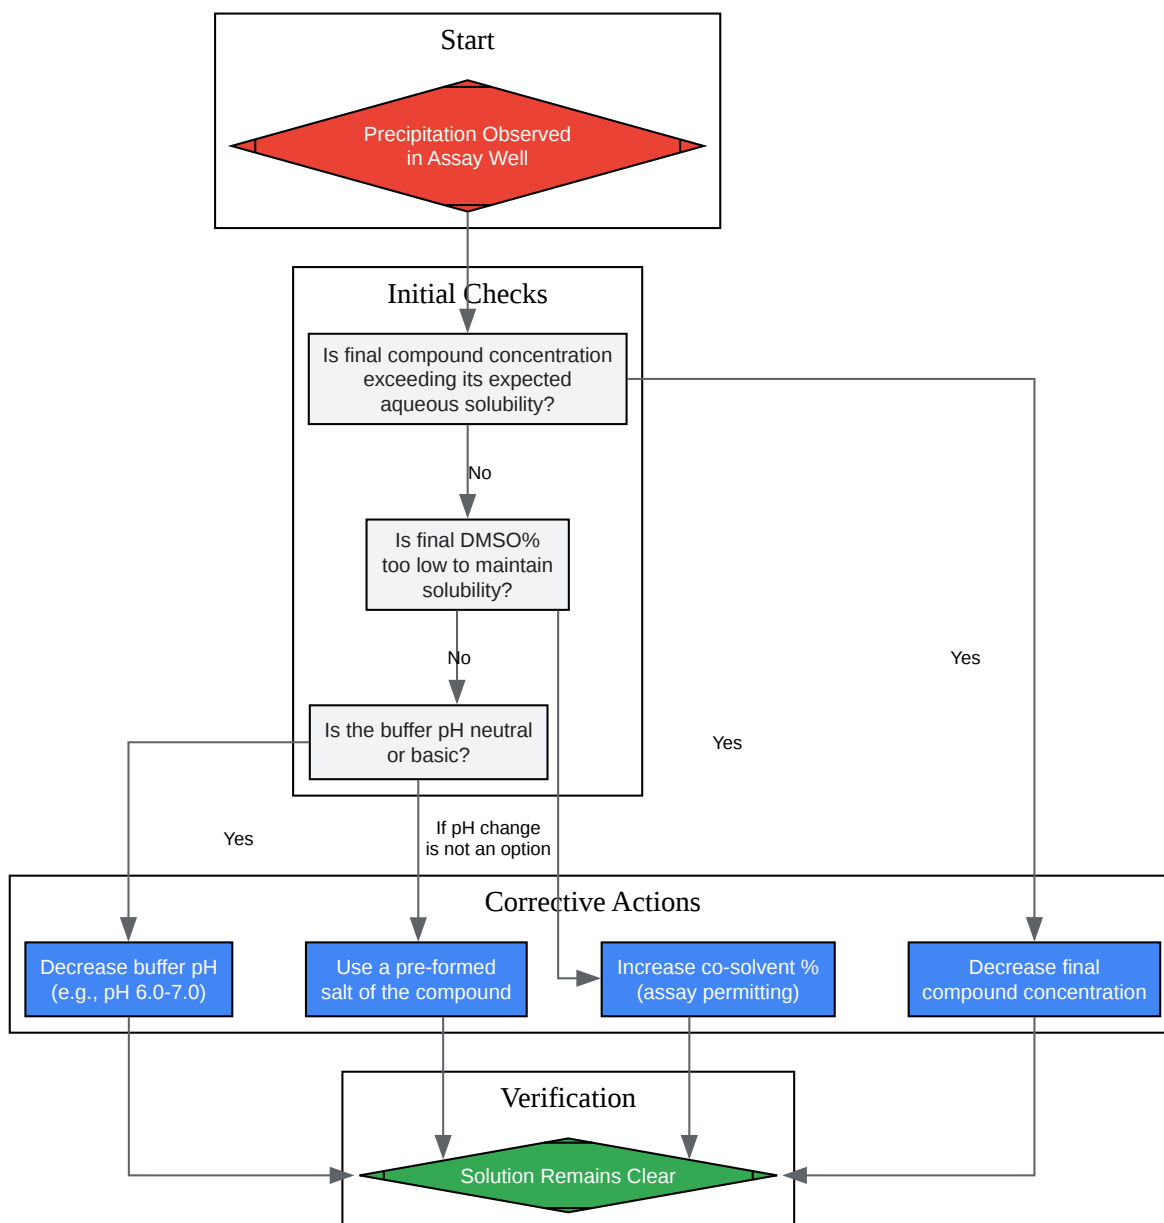 Start
Precipitation Observed
in Assay Well
Initial Checks
Is final compound concentration
exceeding its expected
aqueous solubility?
No
Is final DMSO%
too low to maintain
solubility?
No
Yes
Is the buffer pH neutral
or basic?
Yes
Yes
If pH change
is not an option
Corrective Actions
Decrease buffer pH
(e.g., pH 6.0-7.0)
Use a pre-formed
salt of the compound
Increase co-solvent %
(assay permitting)
Decrease final
compound concentration
Verification
Solution Remains Clear